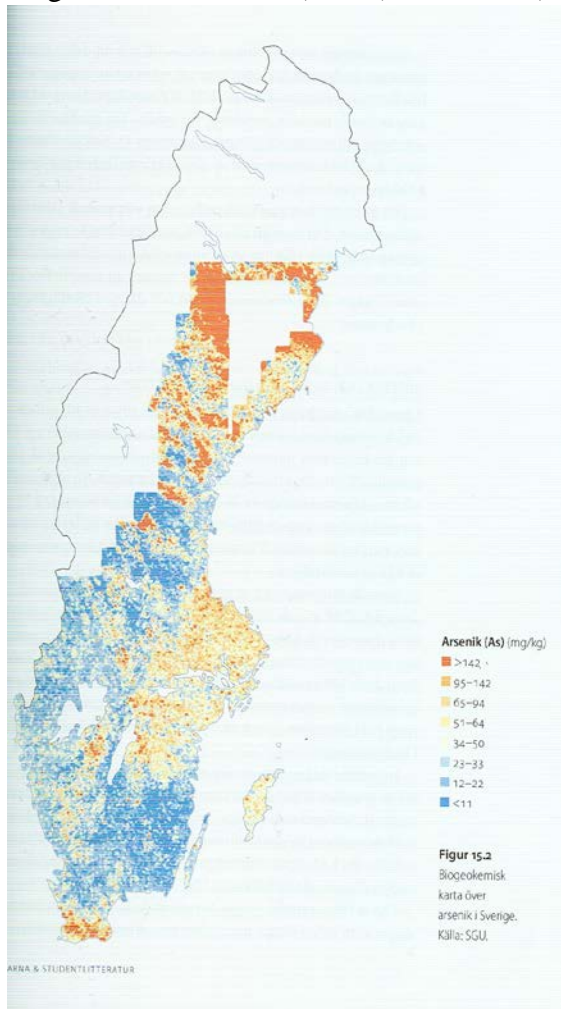 Arsenik (As) (mg/kg)
>142
95–142
65–94
51–64
34–50
23–33
12–22
<11
Figur 15.2
Biogeokemisk
karta över
arsenik i Sverige.
Källa: SGU.
ARNA & STUDENTLITTERATUR